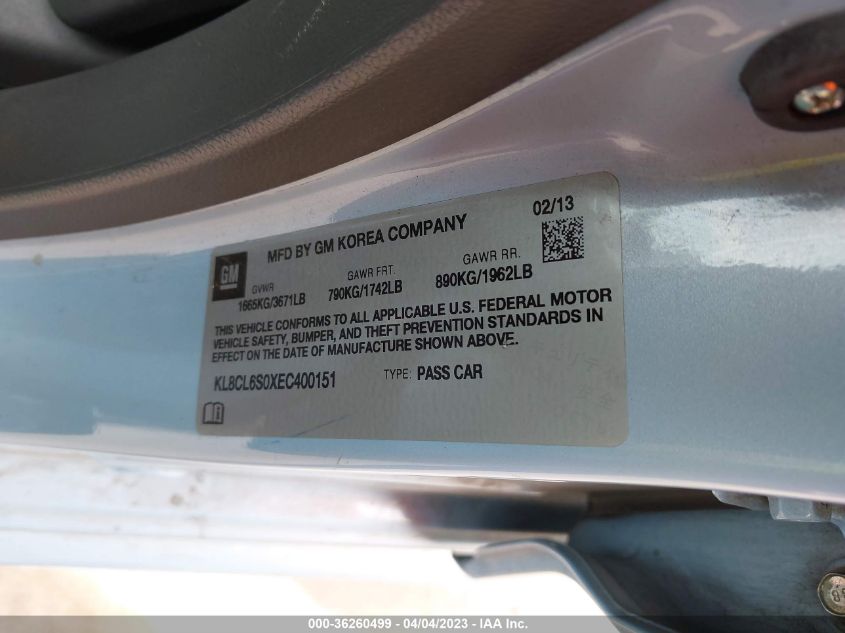 02/13
MFD BY GM KOREA COMPANY
GM
GVWR
1665KG/3671LB
GAWR FRT.
790KG/1742LB
GAWR RR.
890KG/1962LB
THIS VEHICLE CONFORMS TO ALL APPLICABLE U.S. FEDERAL MOTOR
VEHICLE SAFETY, BUMPER, AND THEFT PREVENTION STANDARDS IN
EFFECT ON THE DATE OF MANUFACTURE SHOWN ABOVE.
KL8CL6S0XEC400151
TYPE: PASS CAR
000-36260499 - 04/04/2023 - IAA Inc.